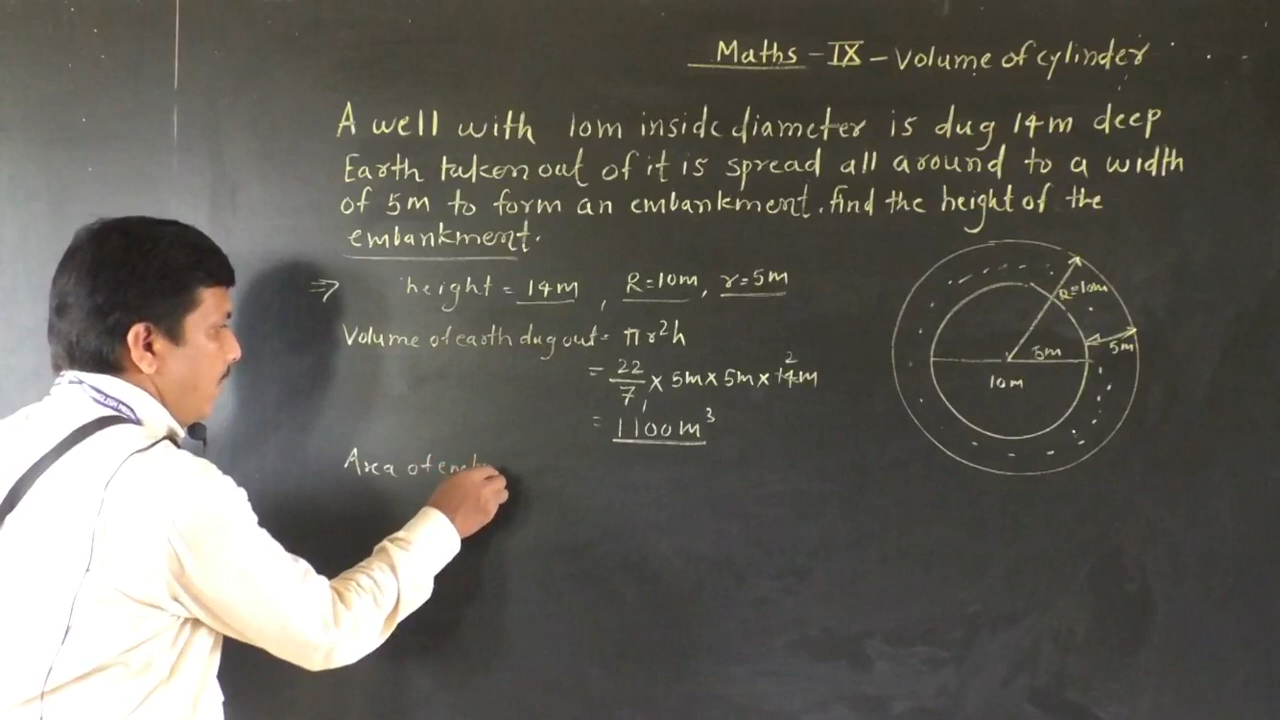 Maths - IX - Volume of cylinder
A well with 10m inside diameter is dug 14m deep
Earth taken out of it is spread all around to a width
of 5m to form an embankment. find the height of the
embankment.
⇒ height = 14m, R=10m, r=5m
Volume of earth dug out = πr²h
= 22/7 × 5m × 5m × 14m 2
1
= 1100m³
Area of
R=10m
5m
5m
10m